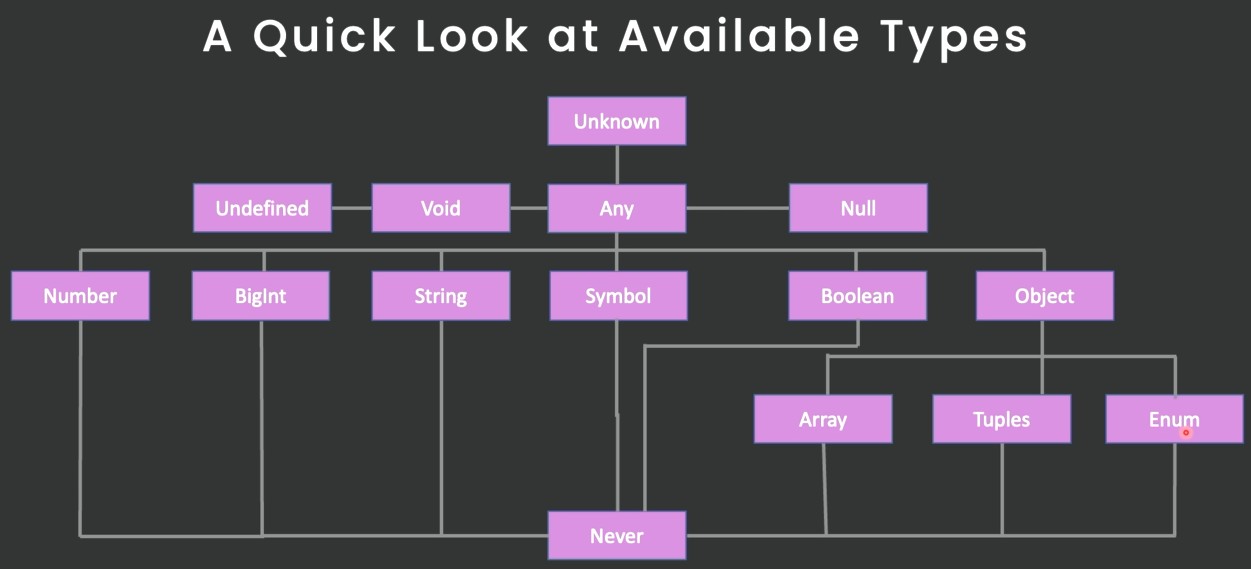 A Quick Look at Available Types
Unknown
Undefined
Void
Any
Null
Number
BigInt
String
Symbol
Boolean
Object
Array
Tuples
Enum
Never